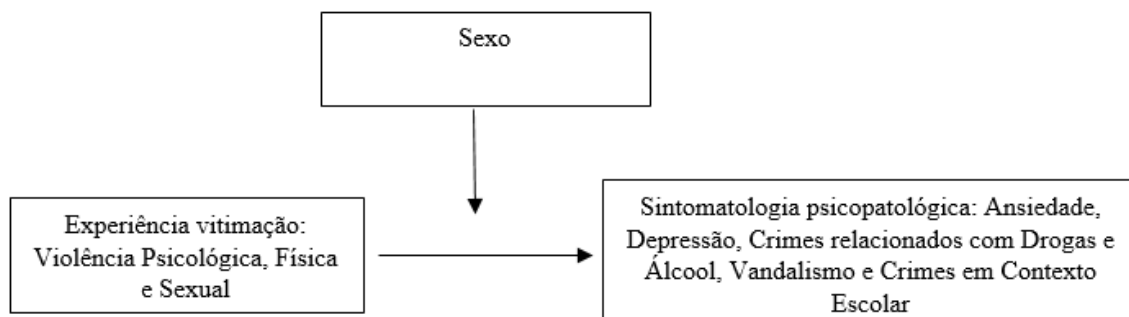 Sexo
Experiência vitimação:
Violência Psicológica, Física
e Sexual
Sintomatologia psicopatológica: Ansiedade,
Depressão, Crimes relacionados com Drogas e
Álcool, Vandalismo e Crimes em Contexto
Escolar